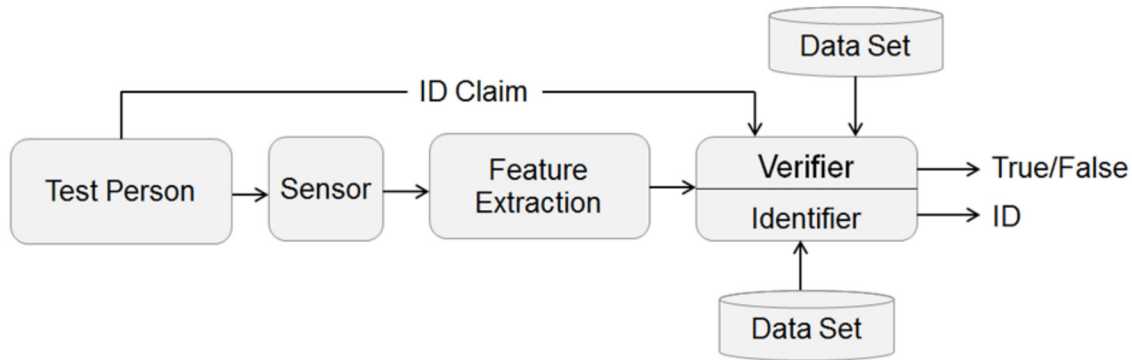 Data Set
ID Claim
Test Person
Sensor
Feature
Extraction
Verifier
Identifier
True/False
ID
Data Set